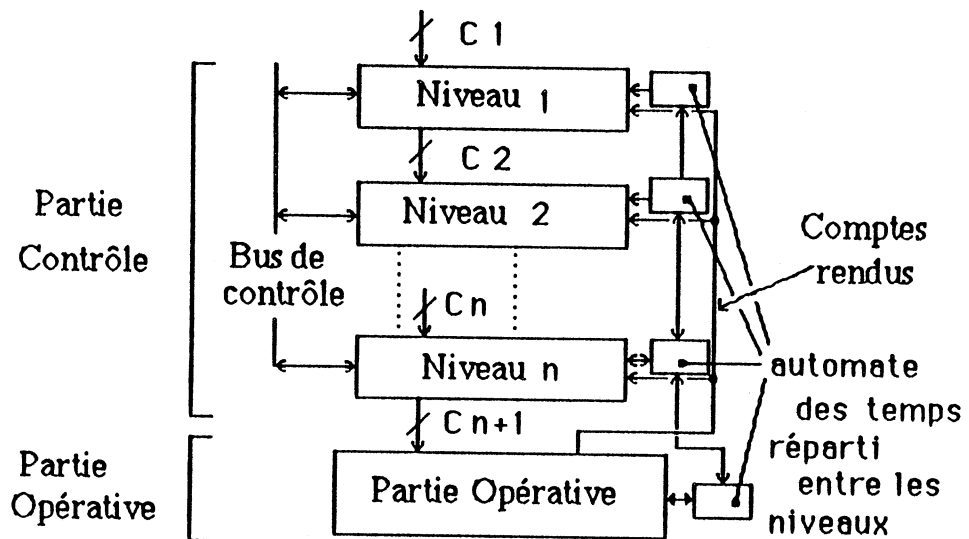 C 1
Niveau 1
C 2
Niveau 2
Partie
Contrôle
Bus de
contrôle
Comptes
rendus
Cn
Niveau n
automate
des temps
réparti
entre les
niveaux
Cn+1
Partie
Opérative
Partie Opérative